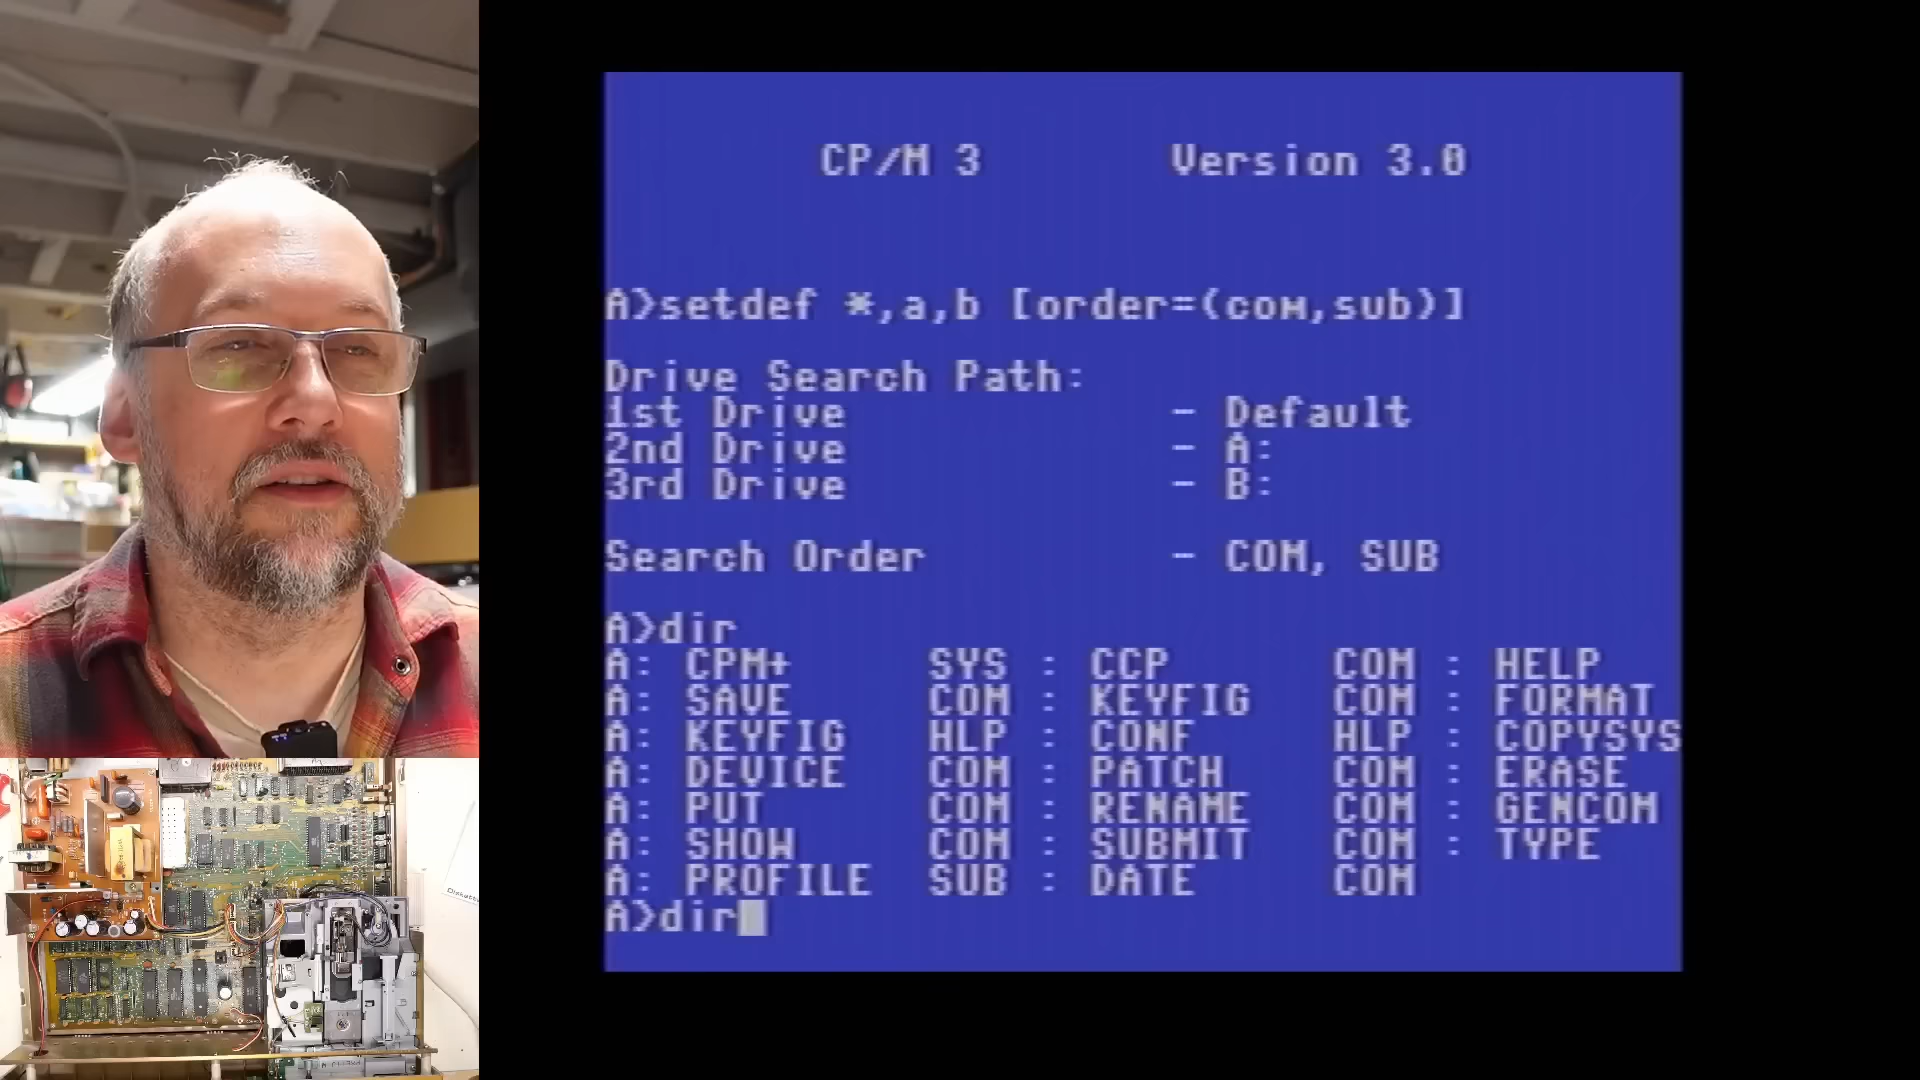 CP/M 3 Version 3.0
A>setdef *,a,b [order=(com,sub)]
Drive Search Path:
1st Drive - Default
2nd Drive - A:
3rd Drive - B:
Search Order - COM, SUB
A>dir
A: CPM+ SYS : CCP COM : HELP
A: SAVE COM : KEYFIG COM : FORMAT
A: KEYFIG HLP : CONF HLP : COPYSYS
A: DEVICE COM : PATCH COM : ERASE
A: PUT COM : RENAME COM : GENCOM
A: SHOW COM : SUBMIT COM : TYPE
A: PROFILE SUB : DATE COM
A>dir